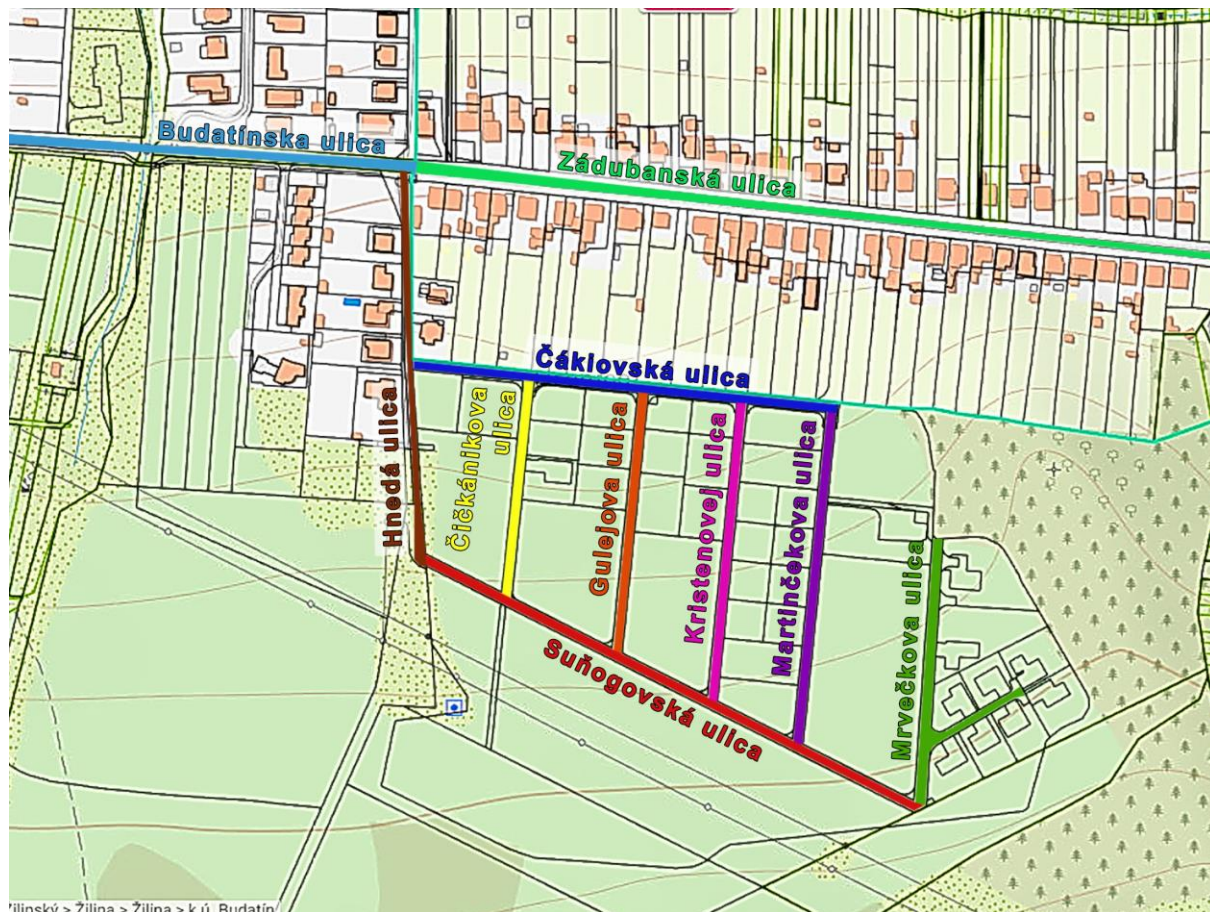 Budatínska ulica
Zádubanská ulica
Čáklovská ulica
Hnedá ulica
Čičkánikova
ulica
Gulejova ulica
Kristenovej ulica
Martinčekova ulica
Mrvečkova ulica
Suňogovská ulica
Žilinský > Žilina > Žilina > k.ú. Budatín